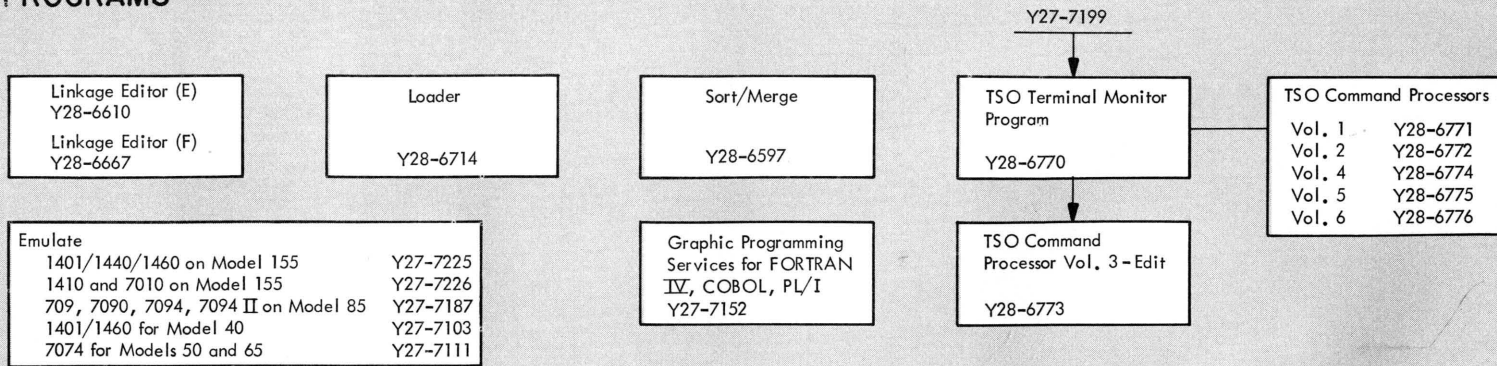 PROGRAMS
Y27-7199
Linkage Editor (E)
Y28-6610
Linkage Editor (F)
Y28-6667
Loader
Y28-6714
Sort/Merge
Y28-6597
TSO Terminal Monitor
Program
Y28-6770
TSO Command Processors
Vol. 1 Y28-6771
Vol. 2 Y28-6772
Vol. 4 Y28-6774
Vol. 5 Y28-6775
Vol. 6 Y28-6776
Emulate
1401/1440/1460 on Model 155 Y27-7225
1410 and 7010 on Model 155 Y27-7226
709, 7090, 7094, 7094 II on Model 85 Y27-7187
1401/1460 for Model 40 Y27-7103
7074 for Models 50 and 65 Y27-7111
Graphic Programming
Services for FORTRAN
IV, COBOL, PL/I
Y27-7152
TSO Command
Processor Vol. 3-Edit
Y28-6773